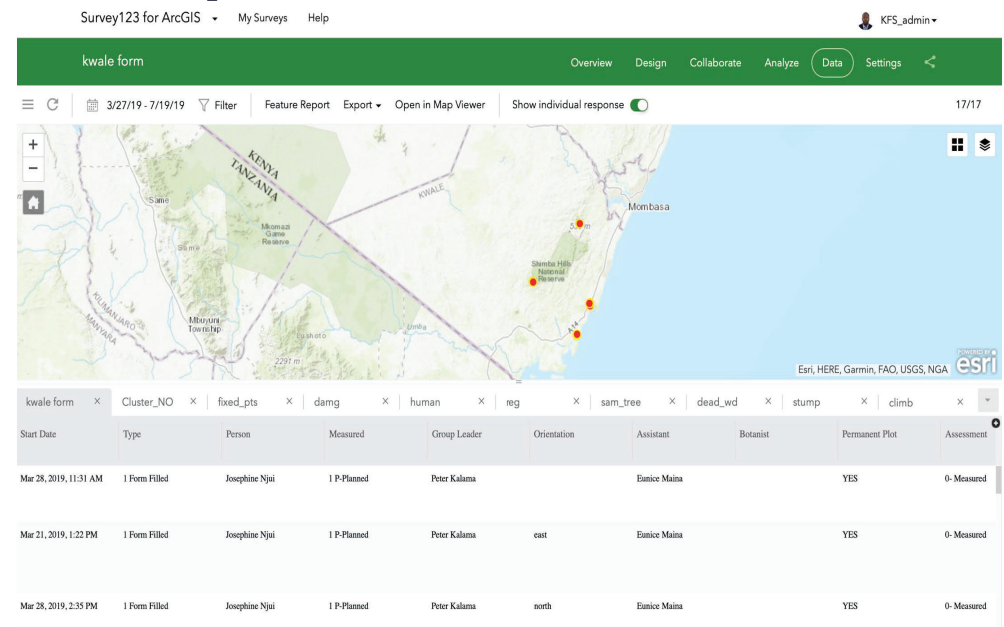 Survey123 for ArcGIS My Surveys Help KFS_admin
kwale form Overview Design Collaborate Analyze Data Settings
3/27/19 - 7/19/19 Filter Feature Report Export Open in Map Viewer Show individual response 17/17
+
−
KENYA
TANZANIA
KWALE
Same
Mombasa
Mkomazi
Game
Reserve
Shimba Hills
National
Reserve
KILIMANJARO
MANYARA
Mbuyuni
Township
Lushoto
Umba
A14
2291 m
POWERED BY
esri
Esri, HERE, Garmin, FAO, USGS, NGA
kwale form × Cluster_NO × fixed_pts × damg × human × reg × sam_tree × dead_wd × stump × climb ×
Start Date Type Person Measured Group Leader Orientation Assistant Botanist Permanent Plot Assessment
Mar 28, 2019, 11:31 AM 1 Form Filled Josephine Njui 1 P-Planned Peter Kalama Eunice Maina YES 0- Measured
Mar 21, 2019, 1:22 PM 1 Form Filled Josephine Njui 1 P-Planned Peter Kalama east Eunice Maina YES 0- Measured
Mar 28, 2019, 2:35 PM 1 Form Filled Josephine Njui 1 P-Planned Peter Kalama north Eunice Maina YES 0- Measured